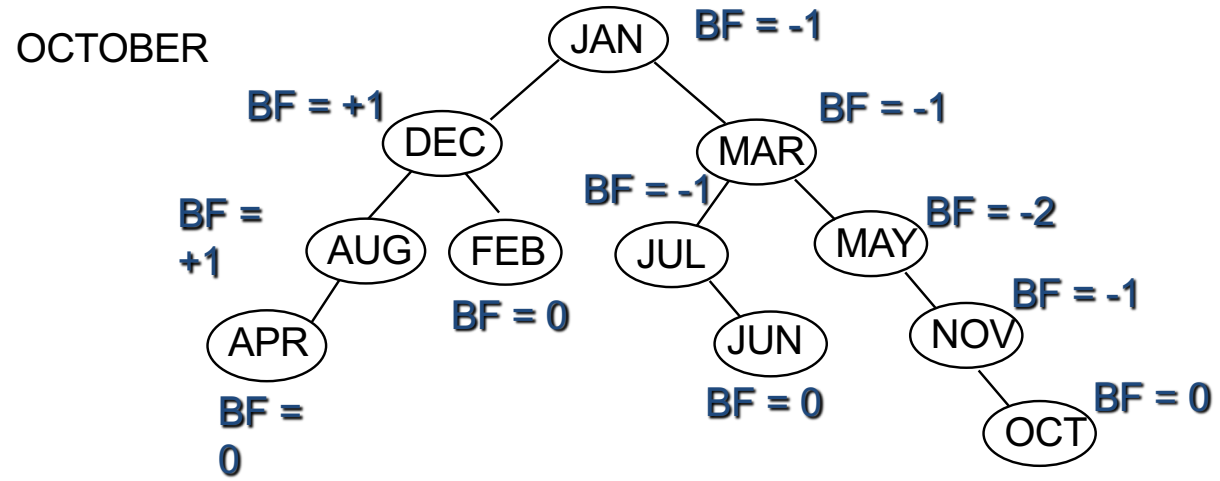 OCTOBER
JAN
BF = -1
BF = +1
DEC
MAR
BF = -1
BF =
+1
AUG
FEB
BF = 0
BF = -1
JUL
MAY
BF = -2
APR
BF =
0
JUN
BF = 0
NOV
BF = -1
OCT
BF = 0